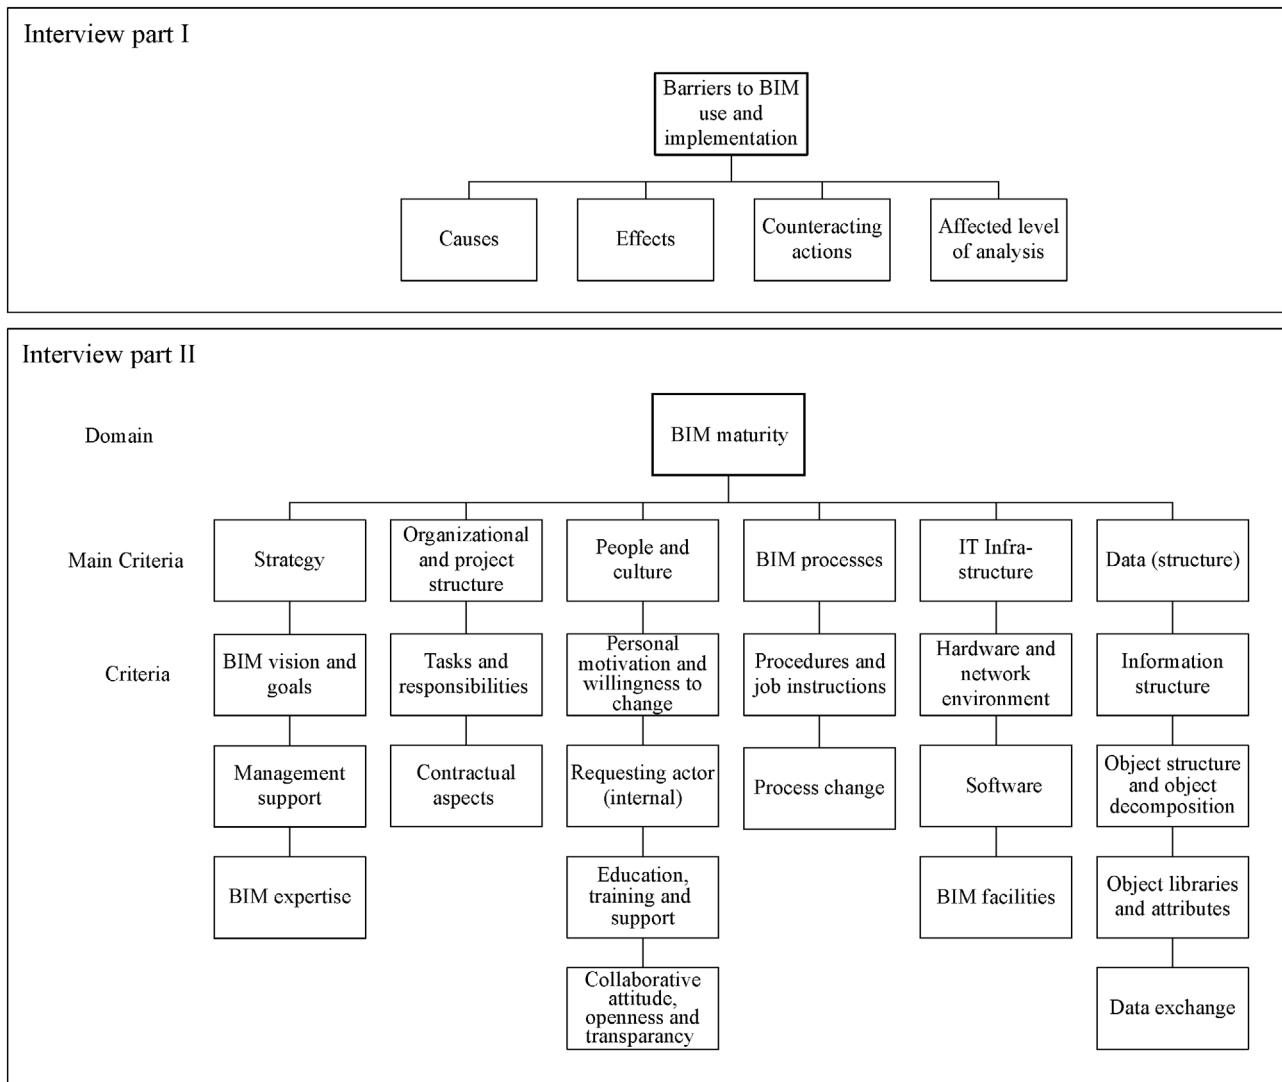 Interview part I
Barriers to BIM
use and
implementation
Causes
Effects
Counteracting
actions
Affected level
of analysis
Interview part II
Domain
BIM maturity
Main Criteria
Strategy
Organizational
and project
structure
People and
culture
BIM processes
IT Infra-
structure
Data (structure)
Criteria
BIM vision and
goals
Tasks and
responsibilities
Personal
motivation and
willingness to
change
Procedures and
job instructions
Hardware and
network
environment
Information
structure
Management
support
Contractual
aspects
Requesting actor
(internal)
Process change
Software
Object structure
and object
decomposition
BIM expertise
Education,
training and
support
BIM facilities
Object libraries
and attributes
Collaborative
attitude,
openness and
transparancy
Data exchange